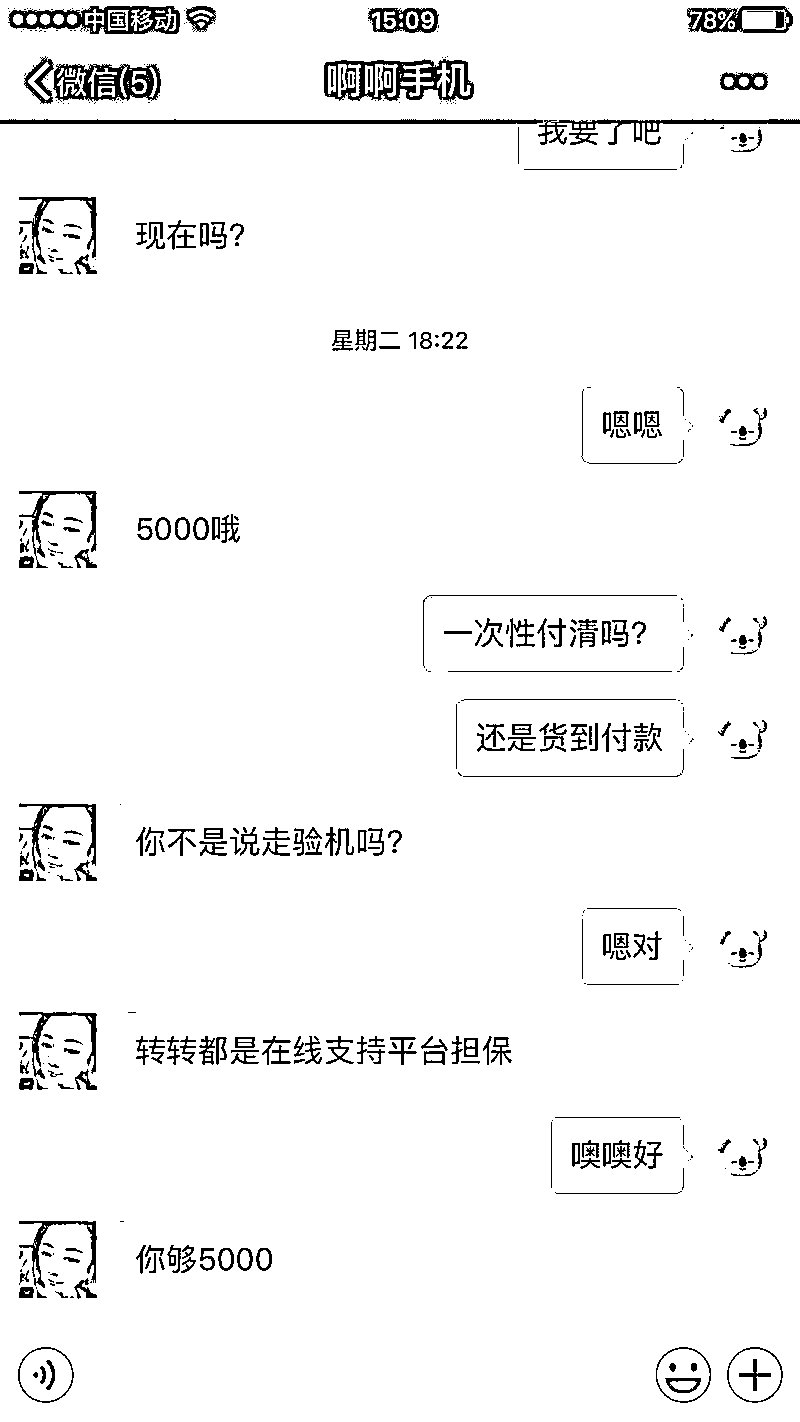 中国移动 15:09 78%
微信(5) 啊啊手机
我要了吧
现在吗?
星期二 18:22
嗯嗯
5000哦
一次性付清吗?
还是货到付款
你不是说走验机吗?
嗯对
转转都是在线支持平台担保
噢噢好
你够5000